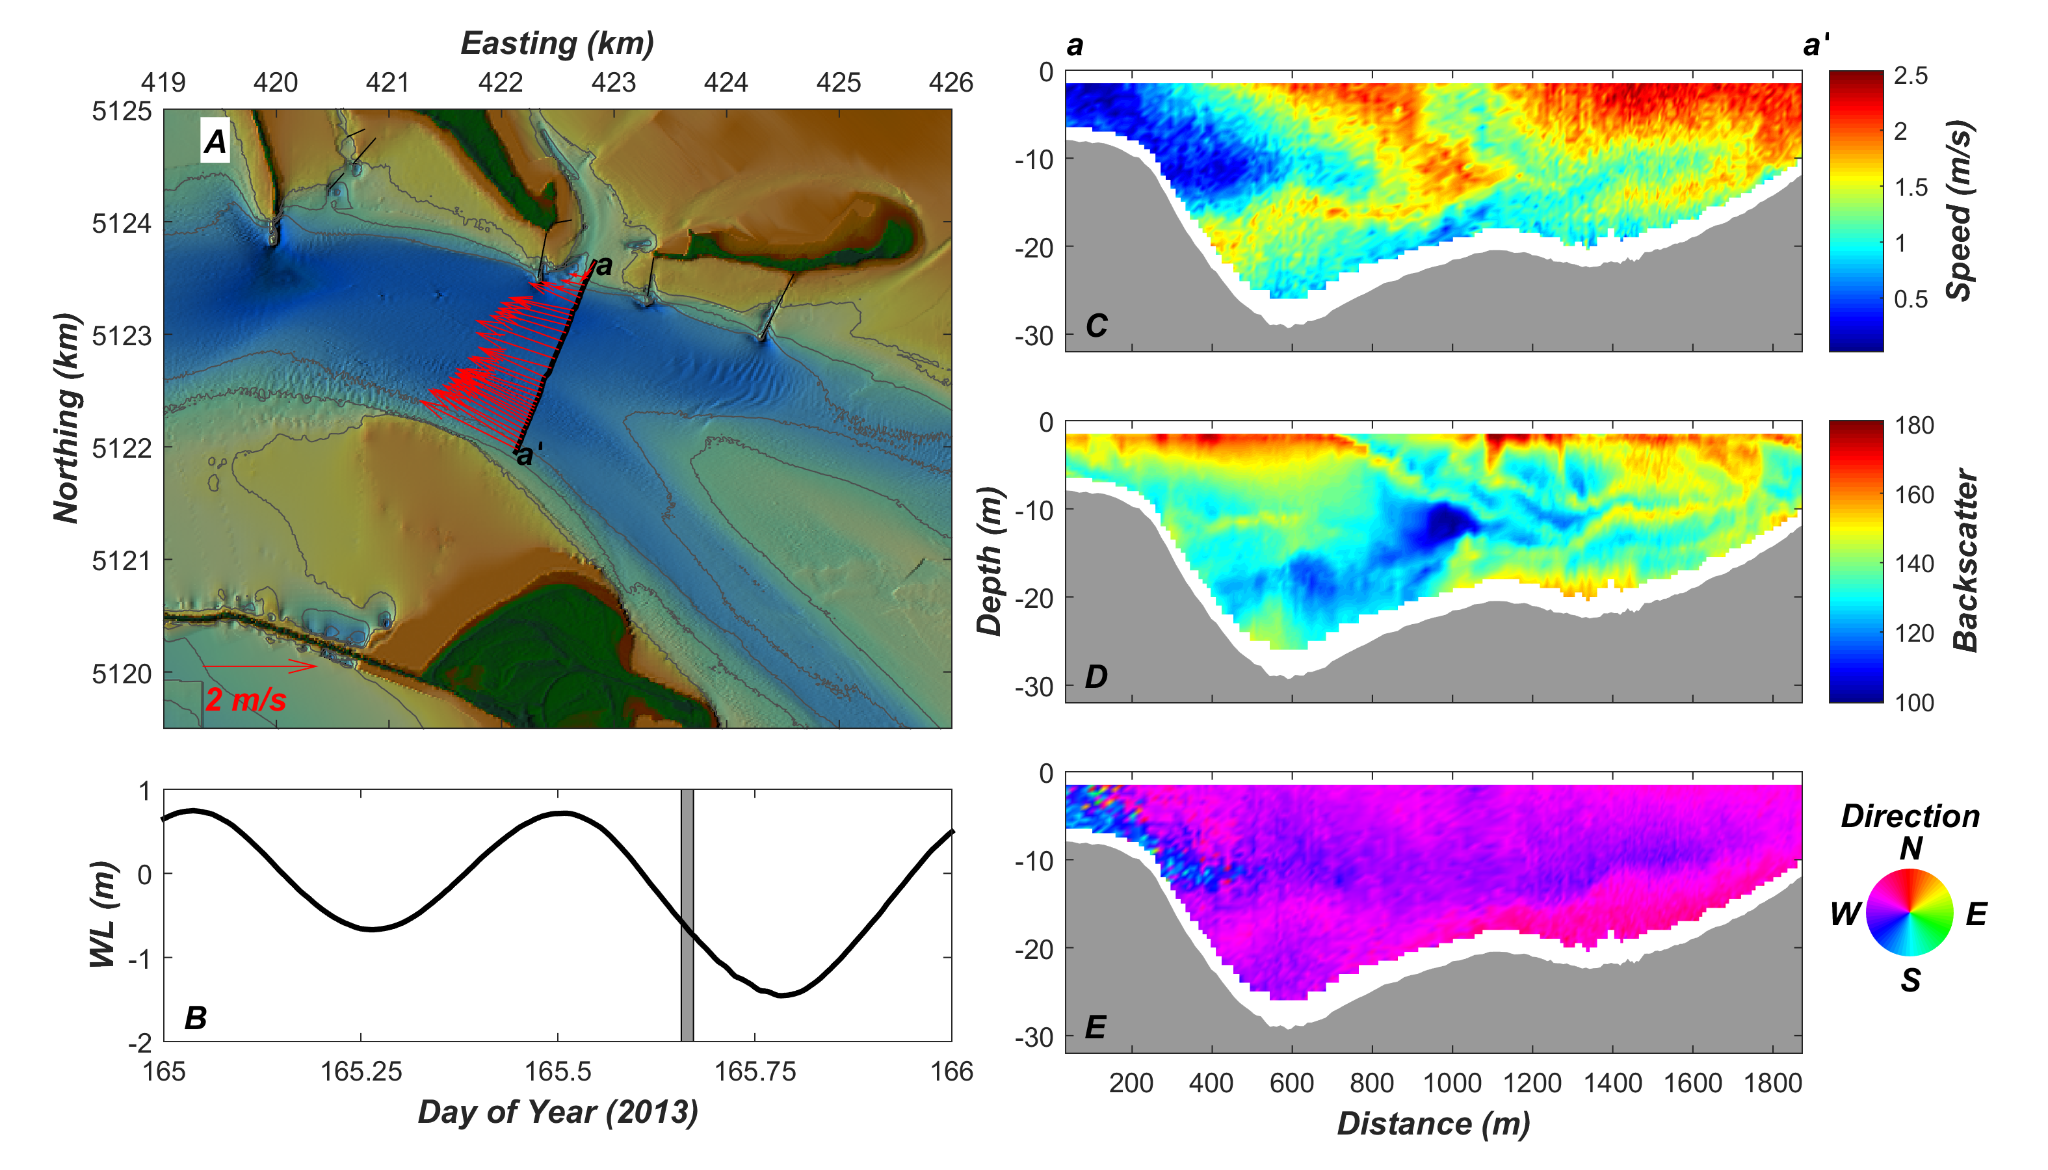 Easting (km)
419 420 421 422 423 424 425 426
5125
5124
5123
5122
5121
5120
Northing (km)
A
a
a'
2 m/s
1
0
-1
-2
WL (m)
B
165 165.25 165.5 165.75 166
Day of Year (2013)
a a'
0
-10
-20
-30
C
2.5
2
1.5
1
0.5
Speed (m/s)
0
-10
-20
-30
Depth (m)
D
180
160
140
120
100
Backscatter
0
-10
-20
-30
E
200 400 600 800 1000 1200 1400 1600 1800
Distance (m)
Direction
N
W E
S